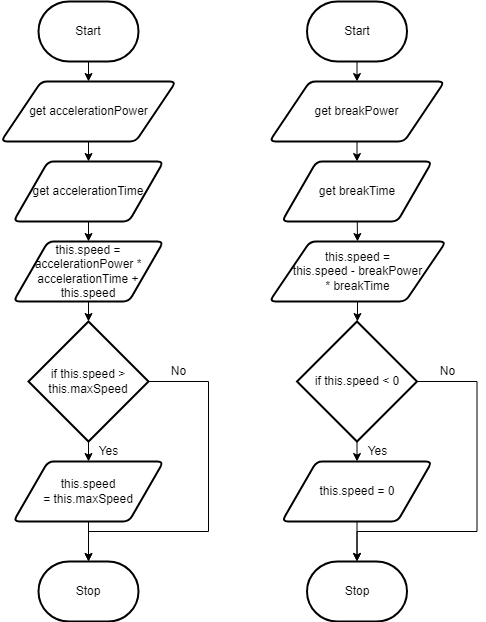 Start
get accelerationPower
get accelerationTime
this.speed =
accelerationPower *
accelerationTime +
this.speed
if this.speed >
this.maxSpeed
No
Yes
this.speed
= this.maxSpeed
Stop
Start
get breakPower
get breakTime
this.speed =
this.speed - breakPower
* breakTime
if this.speed < 0
No
Yes
this.speed = 0
Stop